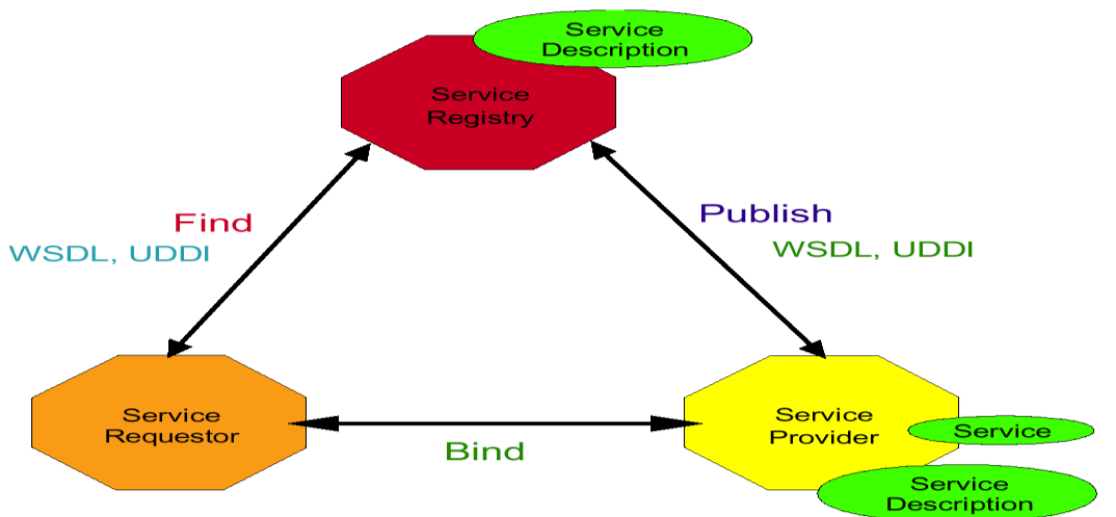 Service
Description
Service
Registry
Find
WSDL, UDDI
Publish
WSDL, UDDI
Service
Requestor
Bind
Service
Provider
Service
Service
Description